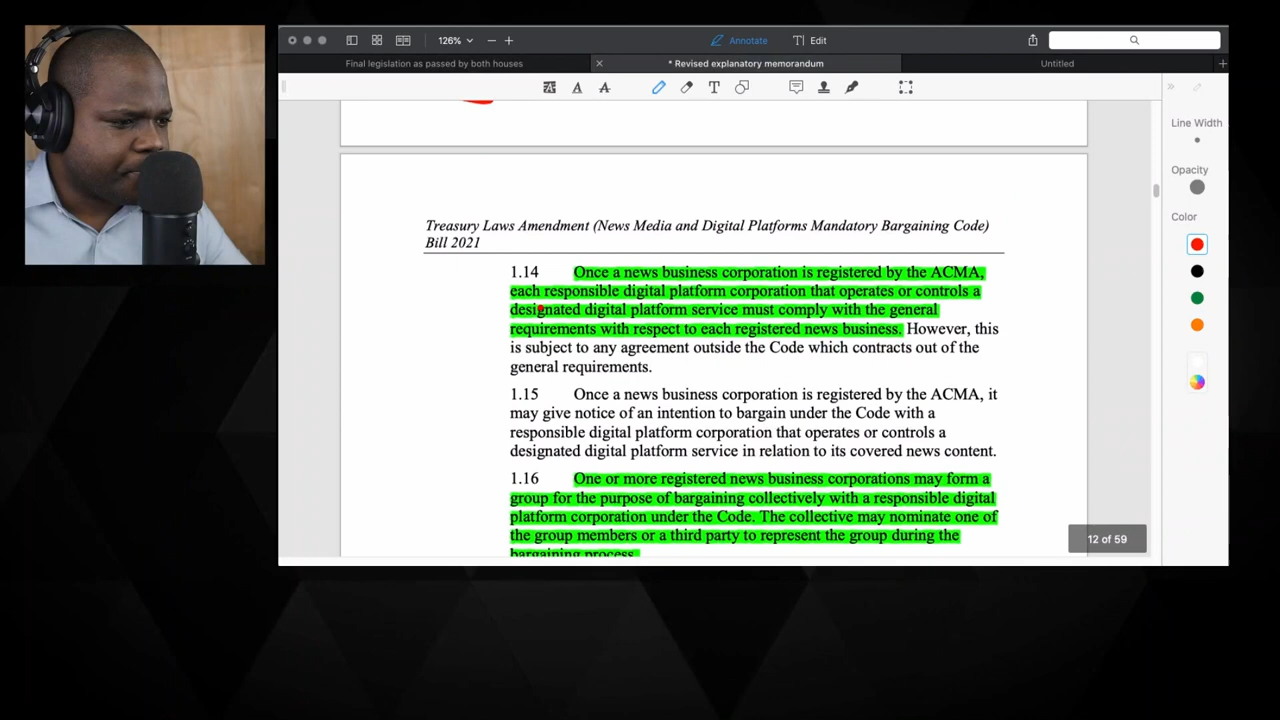 126%
Annotate
Edit
Final legislation as passed by both houses
* Revised explanatory memorandum
Untitled
Line Width
Opacity
Color
Treasury Laws Amendment (News Media and Digital Platforms Mandatory Bargaining Code)
Bill 2021
1.14 Once a news business corporation is registered by the ACMA,
each responsible digital platform corporation that operates or controls a
designated digital platform service must comply with the general
requirements with respect to each registered news business. However, this
is subject to any agreement outside the Code which contracts out of the
general requirements.
1.15 Once a news business corporation is registered by the ACMA, it
may give notice of an intention to bargain under the Code with a
responsible digital platform corporation that operates or controls a
designated digital platform service in relation to its covered news content.
1.16 One or more registered news business corporations may form a
group for the purpose of bargaining collectively with a responsible digital
platform corporation under the Code. The collective may nominate one of
the group members or a third party to represent the group during the
bargaining process.
12 of 59